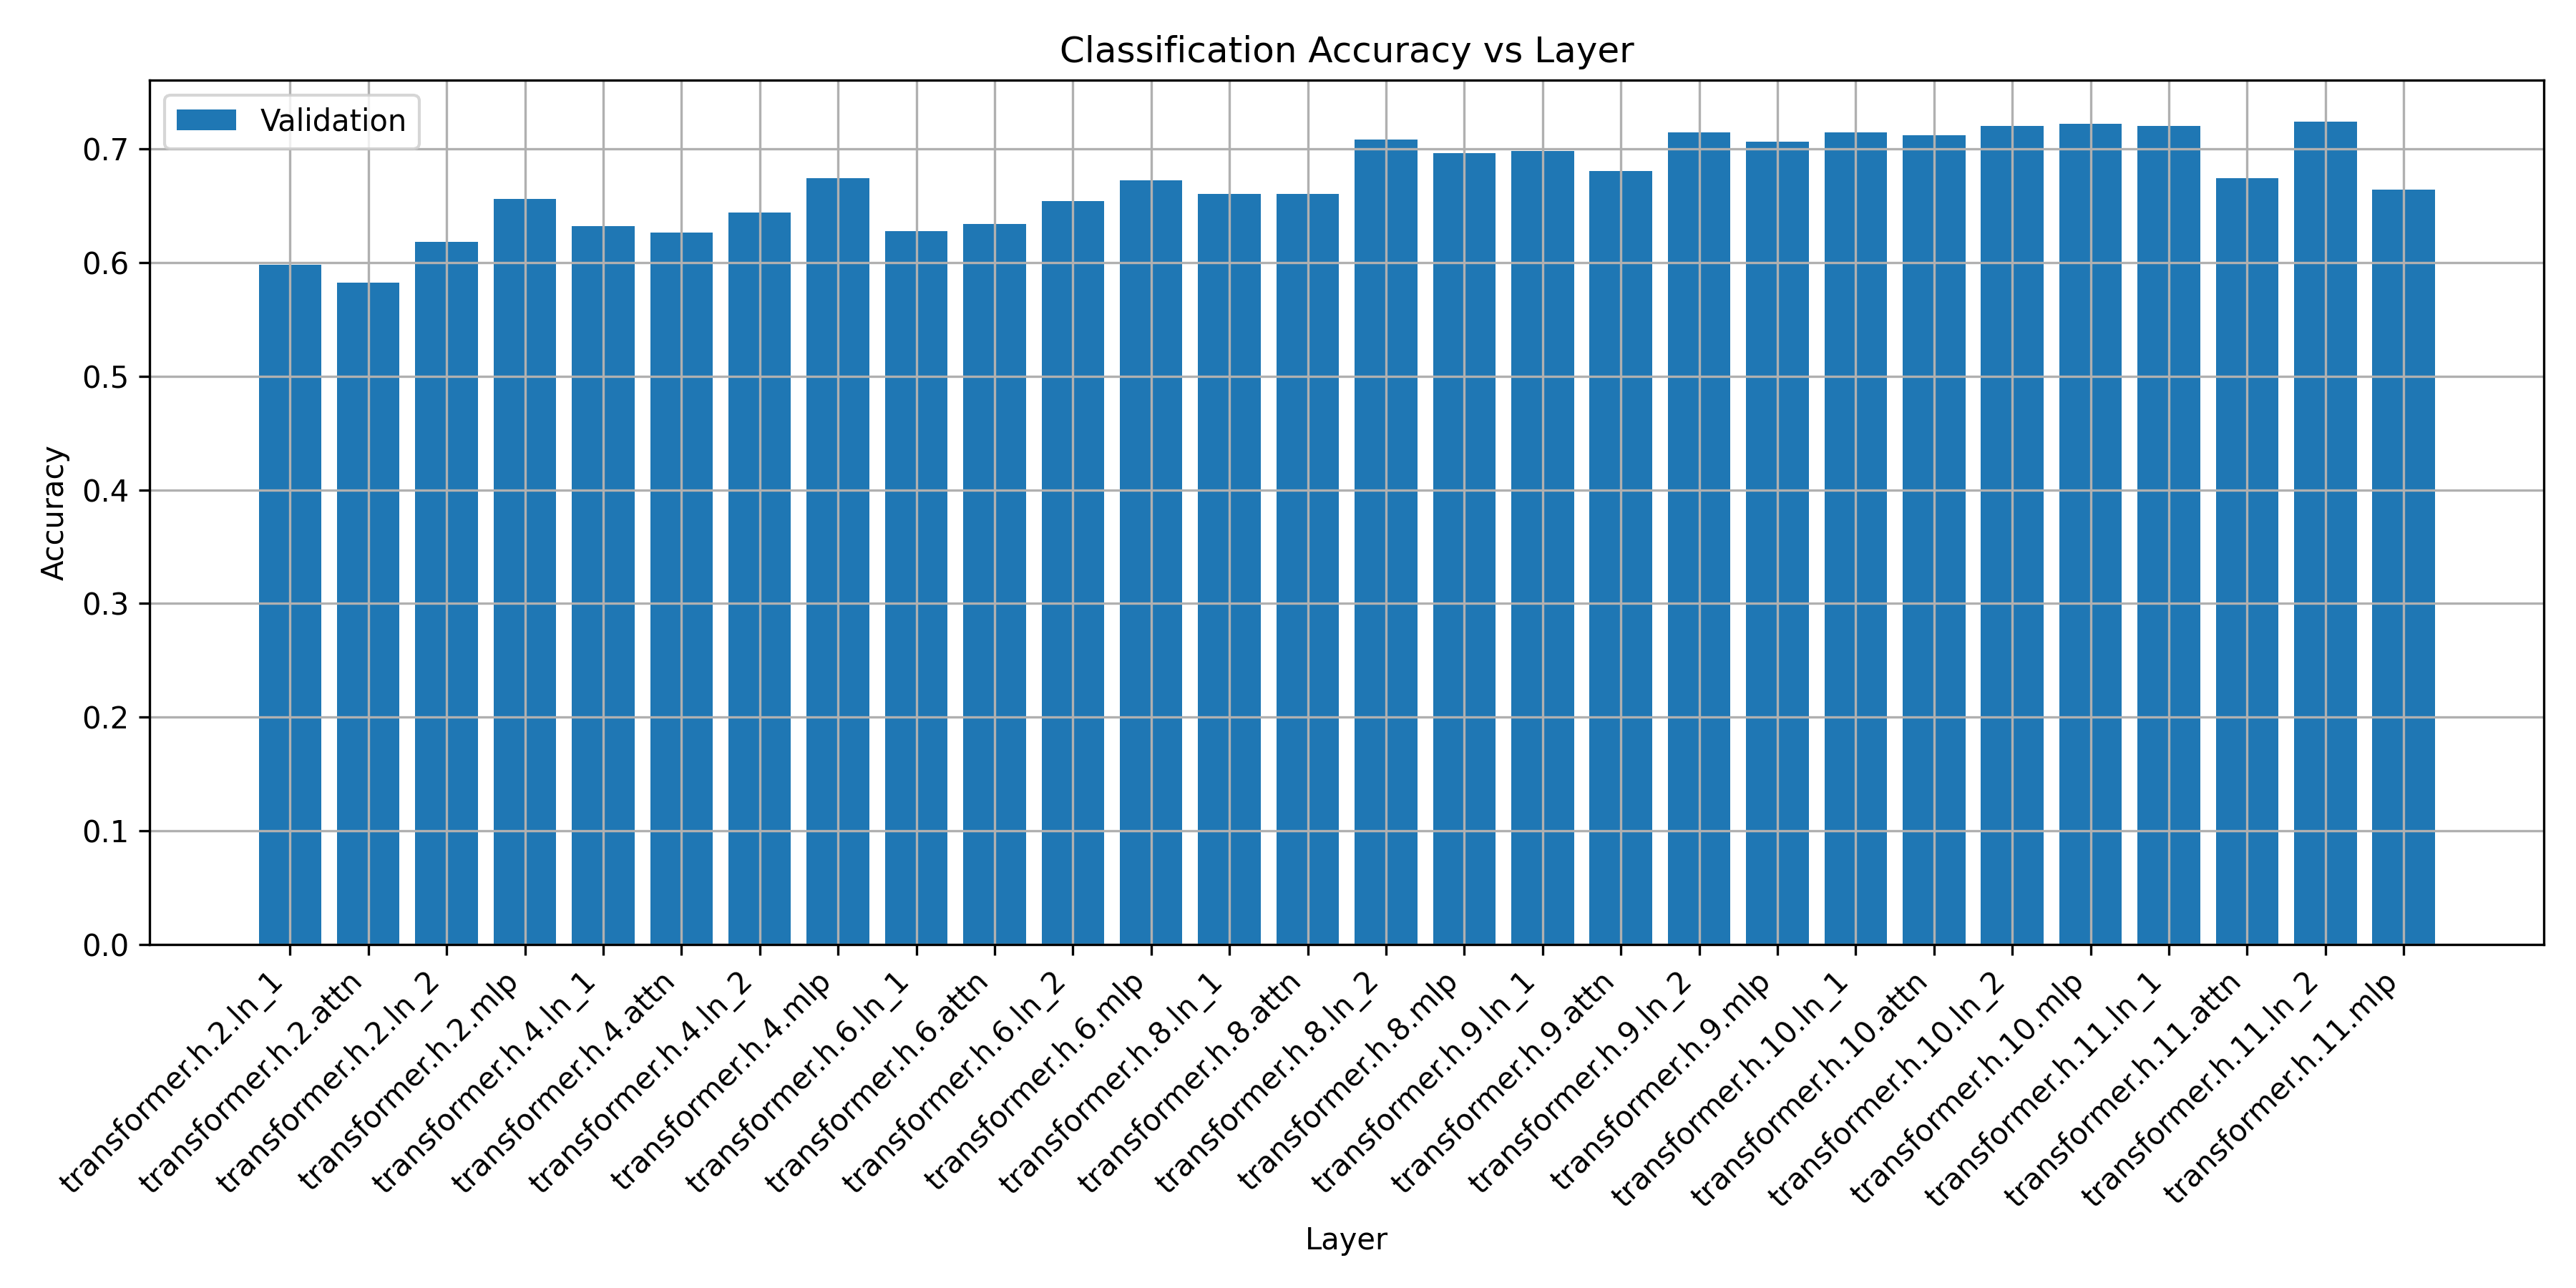 Classification Accuracy vs Layer
Validation
Accuracy
0.7
0.6
0.5
0.4
0.3
0.2
0.1
0.0
transformer.h.2.ln_1
transformer.h.2.attn
transformer.h.2.ln_2
transformer.h.2.mlp
transformer.h.4.ln_1
transformer.h.4.attn
transformer.h.4.ln_2
transformer.h.4.mlp
transformer.h.6.ln_1
transformer.h.6.attn
transformer.h.6.ln_2
transformer.h.6.mlp
transformer.h.8.ln_1
transformer.h.8.attn
transformer.h.8.ln_2
transformer.h.8.mlp
transformer.h.9.ln_1
transformer.h.9.attn
transformer.h.9.ln_2
transformer.h.9.mlp
transformer.h.10.ln_1
transformer.h.10.attn
transformer.h.10.ln_2
transformer.h.10.mlp
transformer.h.11.ln_1
transformer.h.11.attn
transformer.h.11.ln_2
transformer.h.11.mlp
Layer